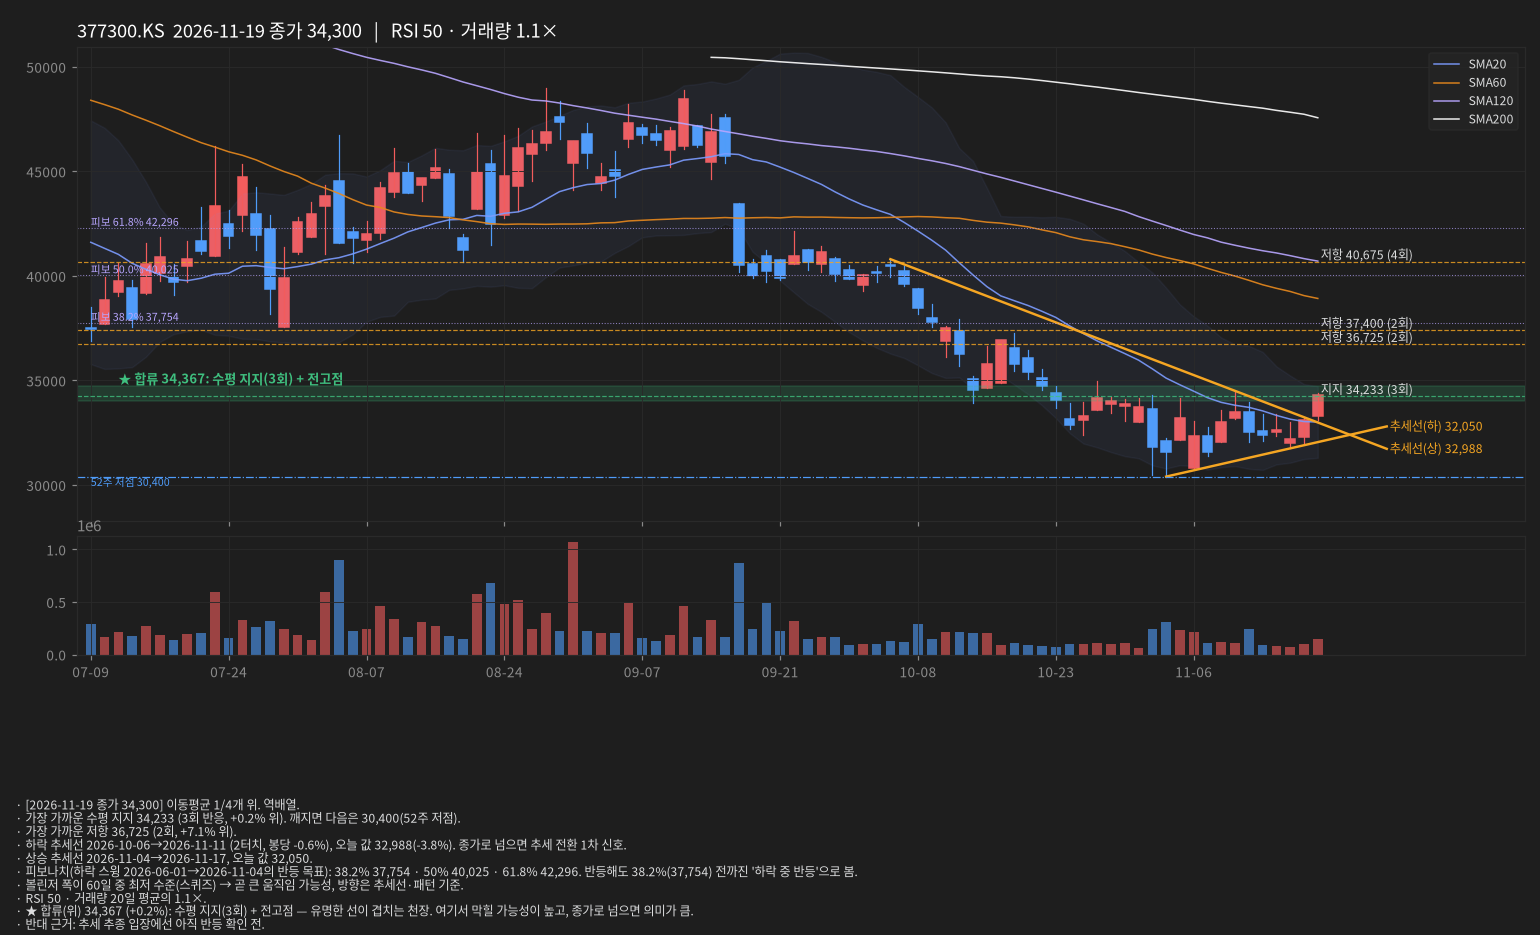 377300.KS  2026-11-19 종가 34,300  |  RSI 50 · 거래량 1.1×
SMA20
SMA60
SMA120
SMA200
50000
45000
40000
35000
30000
피보 61.8% 42,296
피보 50.0% 40,025
피보 38.2% 37,754
저항 40,675 (4회)
저항 37,400 (2회)
저항 36,725 (2회)
★ 합류 34,367: 수평 지지(3회) + 전고점
지지 34,233 (3회)
추세선(하) 32,050
추세선(상) 32,988
52주 저점 30,400
1e6
1.0
0.5
0.0
07-09
07-24
08-07
08-24
09-07
09-21
10-08
10-23
11-06
· [2026-11-19 종가 34,300] 이동평균 1/4개 위. 역배열.
· 가장 가까운 수평 지지 34,233 (3회 반응, +0.2% 위). 깨지면 다음은 30,400(52주 저점).
· 가장 가까운 저항 36,725 (2회, +7.1% 위).
· 하락 추세선 2026-10-06→2026-11-11 (2터치, 봉당 -0.6%), 오늘 값 32,988(-3.8%). 종가로 넘으면 추세 전환 1차 신호.
· 상승 추세선 2026-11-04→2026-11-17, 오늘 값 32,050.
· 피보나치(하락 스윙 2026-06-01→2026-11-04의 반등 목표): 38.2% 37,754 · 50% 40,025 · 61.8% 42,296. 반등해도 38.2%(37,754) 전까진 '하락 중 반등'으로 봄.
· 볼린저 폭이 60일 중 최저 수준(스퀴즈) → 곧 큰 움직임 가능성, 방향은 추세선·패턴 기준.
· RSI 50 · 거래량 20일 평균의 1.1×.
· ★ 합류(위) 34,367 (+0.2%): 수평 지지(3회) + 전고점 — 유명한 선이 겹치는 천장. 여기서 막힐 가능성이 높고, 종가로 넘으면 의미가 큼.
· 반대 근거: 추세 추종 입장에선 아직 반등 확인 전.